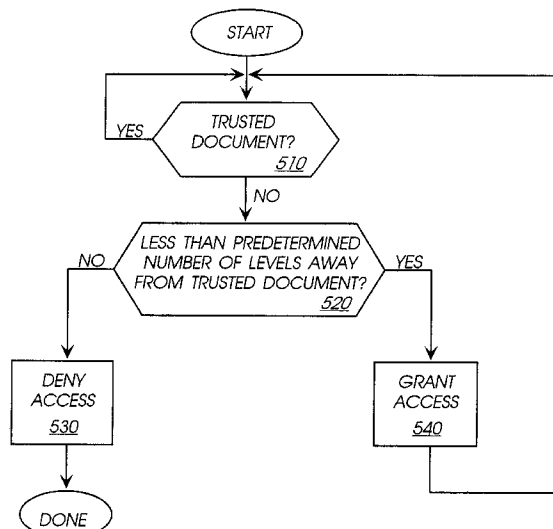 START
TRUSTED
DOCUMENT?
510
YES
NO
LESS THAN PREDETERMINED
NUMBER OF LEVELS AWAY
FROM TRUSTED DOCUMENT?
520
NO
YES
DENY
ACCESS
530
GRANT
ACCESS
540
DONE